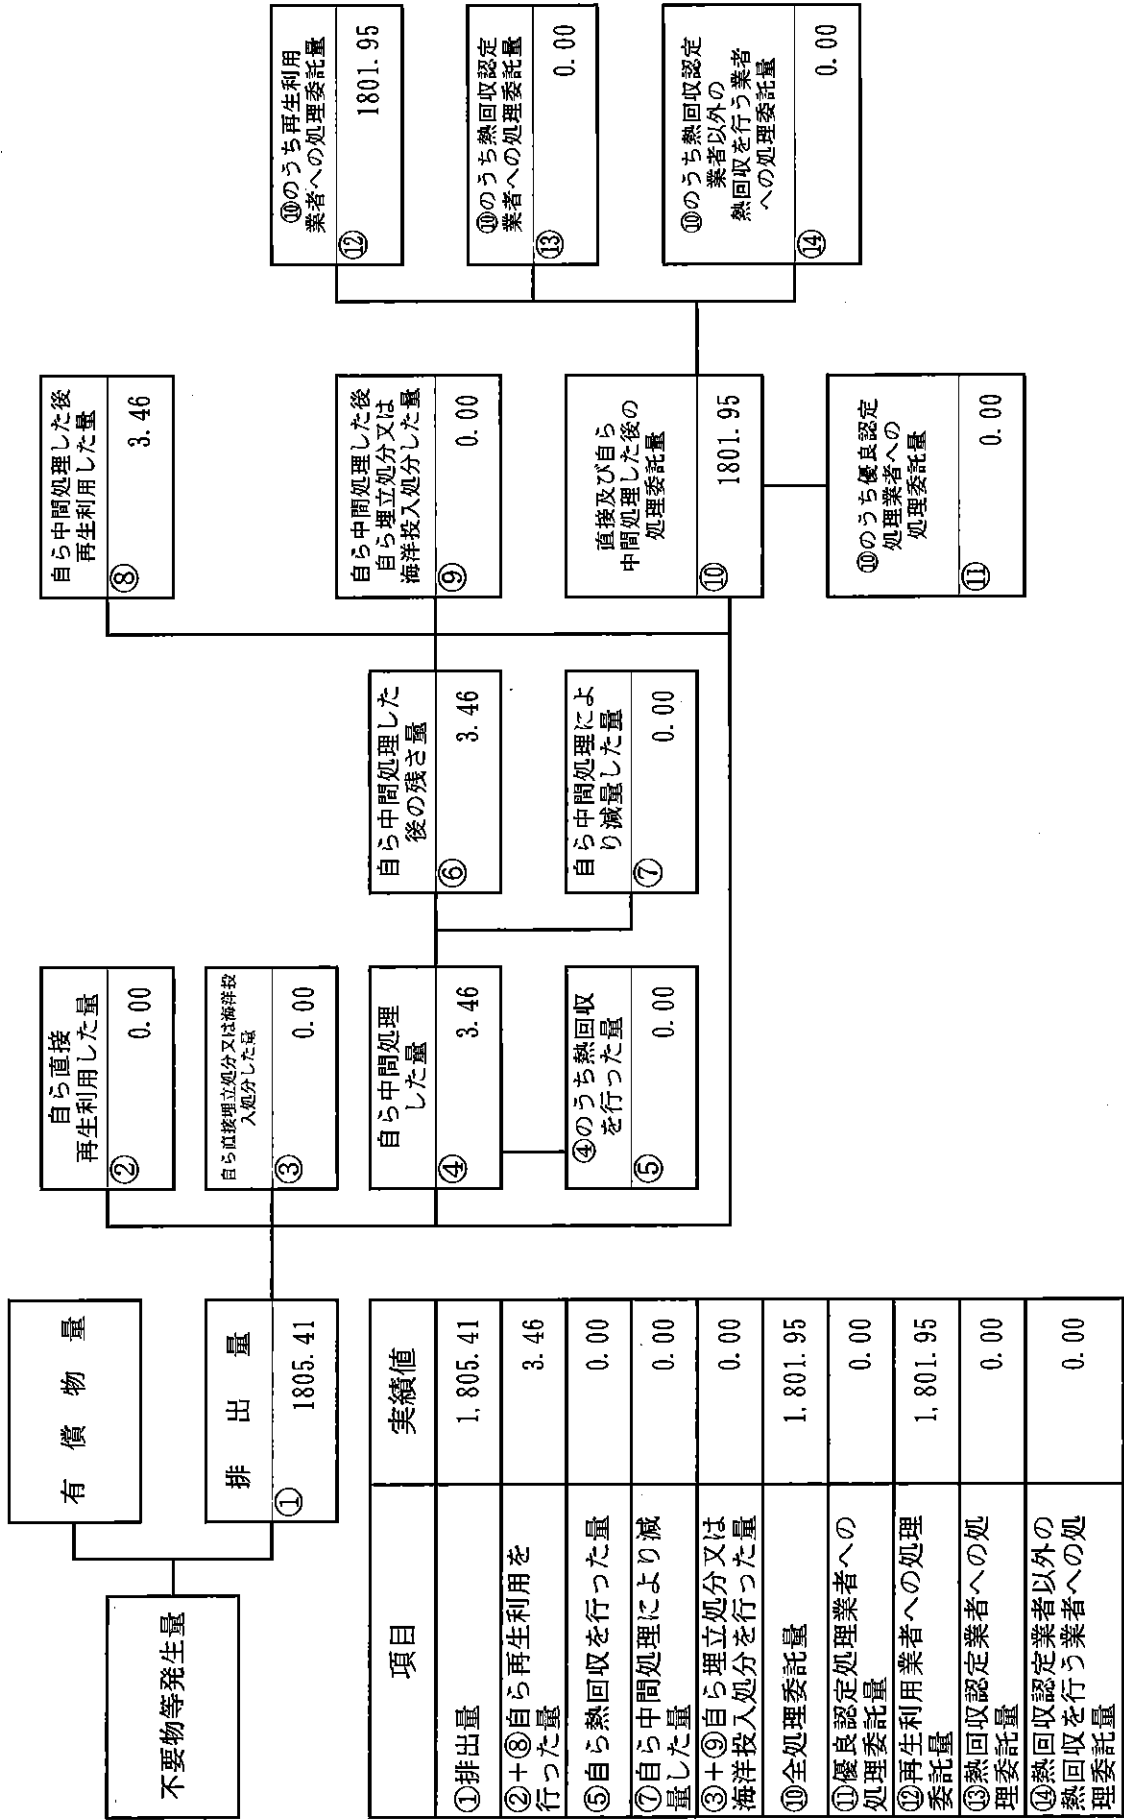 不要物等発生量
有償物量
排出量
①
1805.41
自ら直接
再生利用した量
②
0.00
自ら直接埋立処分又は海洋投
入処分した量
③
0.00
自ら中間処理
した量
④
3.46
④のうち熱回収
を行った量
⑤
0.00
自ら中間処理した
後の残さ量
⑥
3.46
自ら中間処理によ
り減量した量
⑦
0.00
自ら中間処理した後
再生利用した量
⑧
3.46
自ら中間処理した後
自ら埋立処分又は
海洋投入処分した量
⑨
0.00
直接及び自ら
中間処理した後の
処理委託量
⑩
1801.95
⑩のうち優良認定
処理業者への
処理委託量
⑪
0.00
⑩のうち再生利用
業者への処理委託量
⑫
1801.95
⑩のうち熱回収認定
業者への処理委託量
⑬
0.00
⑩のうち熱回収認定
業者以外の
熱回収を行う業者
への処理委託量
⑭
0.00
項目 実績値
①排出量 1,805.41
②+⑧自ら再生利用を
行った量 3.46
⑤自ら熱回収を行った量 0.00
⑦自ら中間処理により減
量した量 0.00
③+⑨自ら埋立処分又は
海洋投入処分を行った量 0.00
⑩全処理委託量 1,801.95
⑪優良認定処理業者への
処理委託量 0.00
⑫再生利用業者への処理
委託量 1,801.95
⑬熱回収認定業者への処
理委託量 0.00
⑭熱回収認定業者以外の
熱回収を行う業者への処
理委託量 0.00